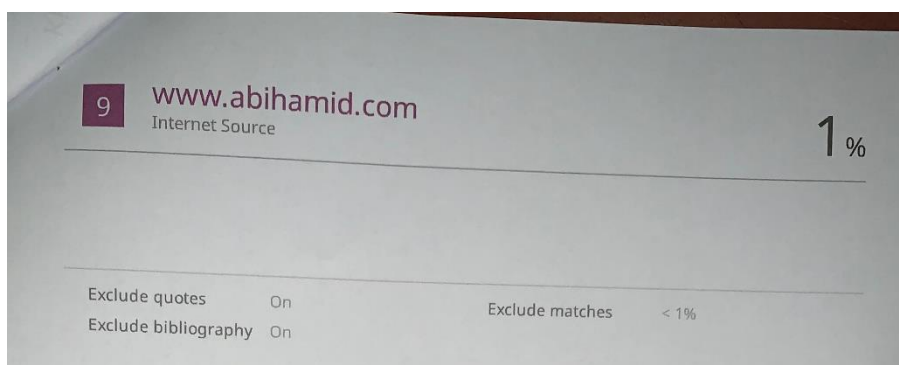 9 www.abihamid.com
Internet Source
1%
Exclude quotes On
Exclude matches < 1%
Exclude bibliography On